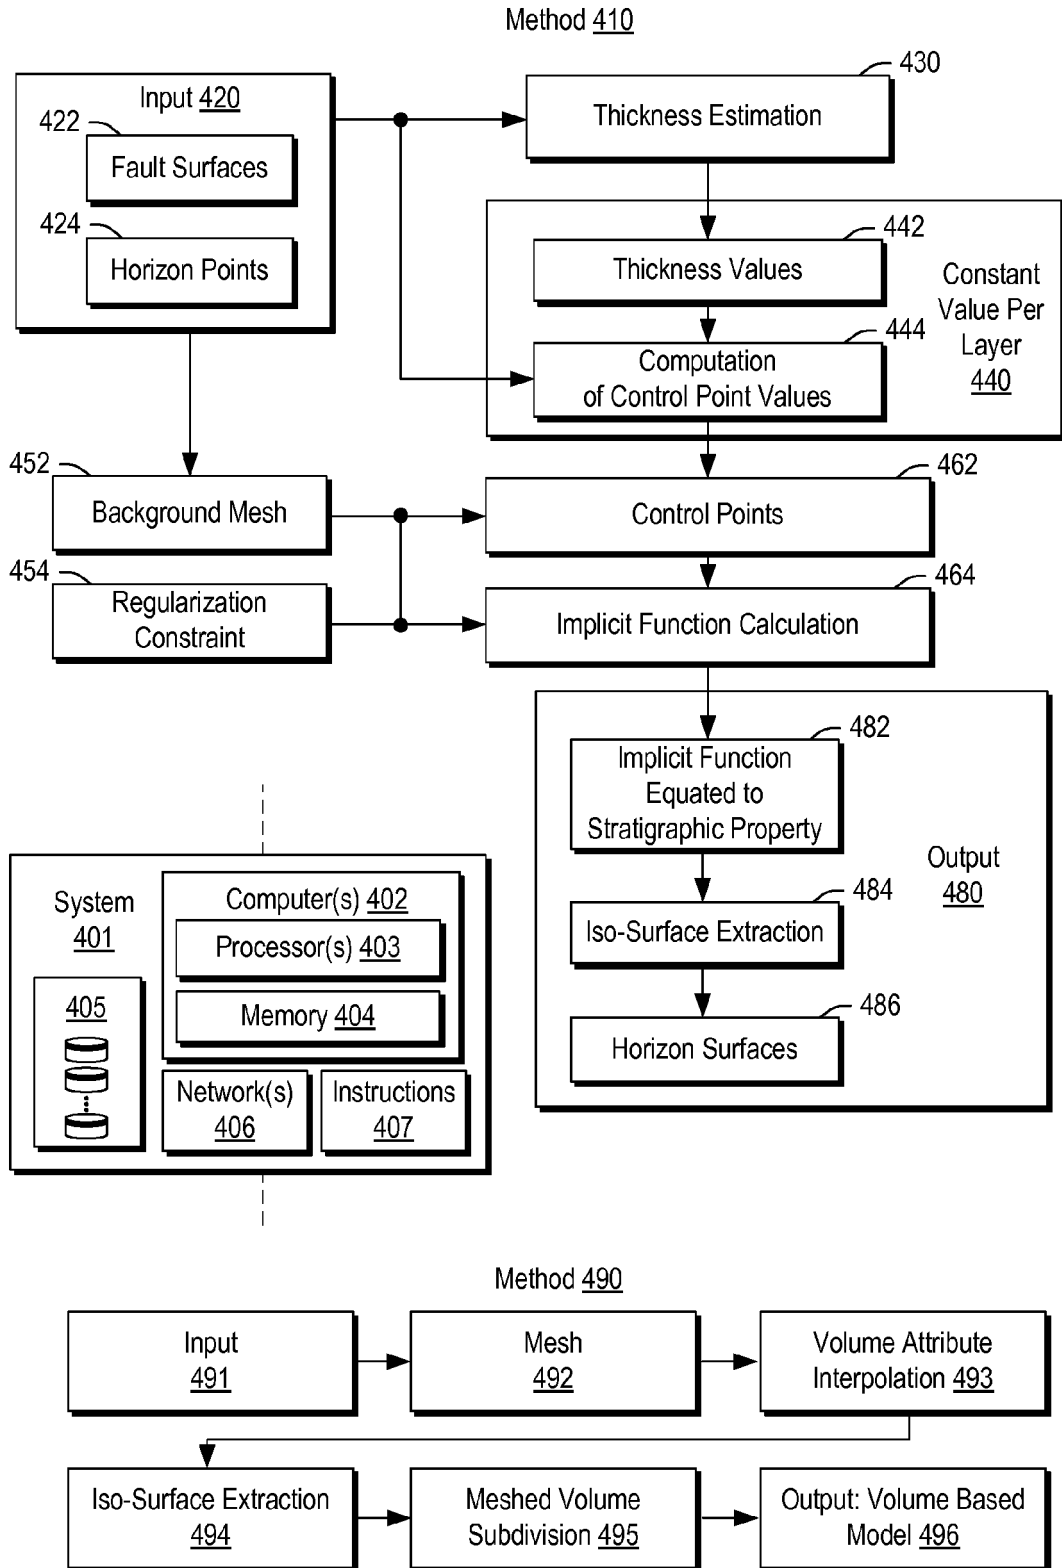 Method 410
Input 420
422
Fault Surfaces
424
Horizon Points
430
Thickness Estimation
442
Thickness Values
444
Computation
of Control Point Values
Constant
Value Per
Layer
440
452
Background Mesh
454
Regularization
Constraint
462
Control Points
464
Implicit Function Calculation
482
Implicit Function
Equated to
Stratigraphic Property
484
Iso-Surface Extraction
486
Horizon Surfaces
Output
480
System
401
Computer(s) 402
Processor(s) 403
Memory 404
405
Network(s)
406
Instructions
407
Method 490
Input
491
Mesh
492
Volume Attribute
Interpolation 493
Iso-Surface Extraction
494
Meshed Volume
Subdivision 495
Output: Volume Based
Model 496